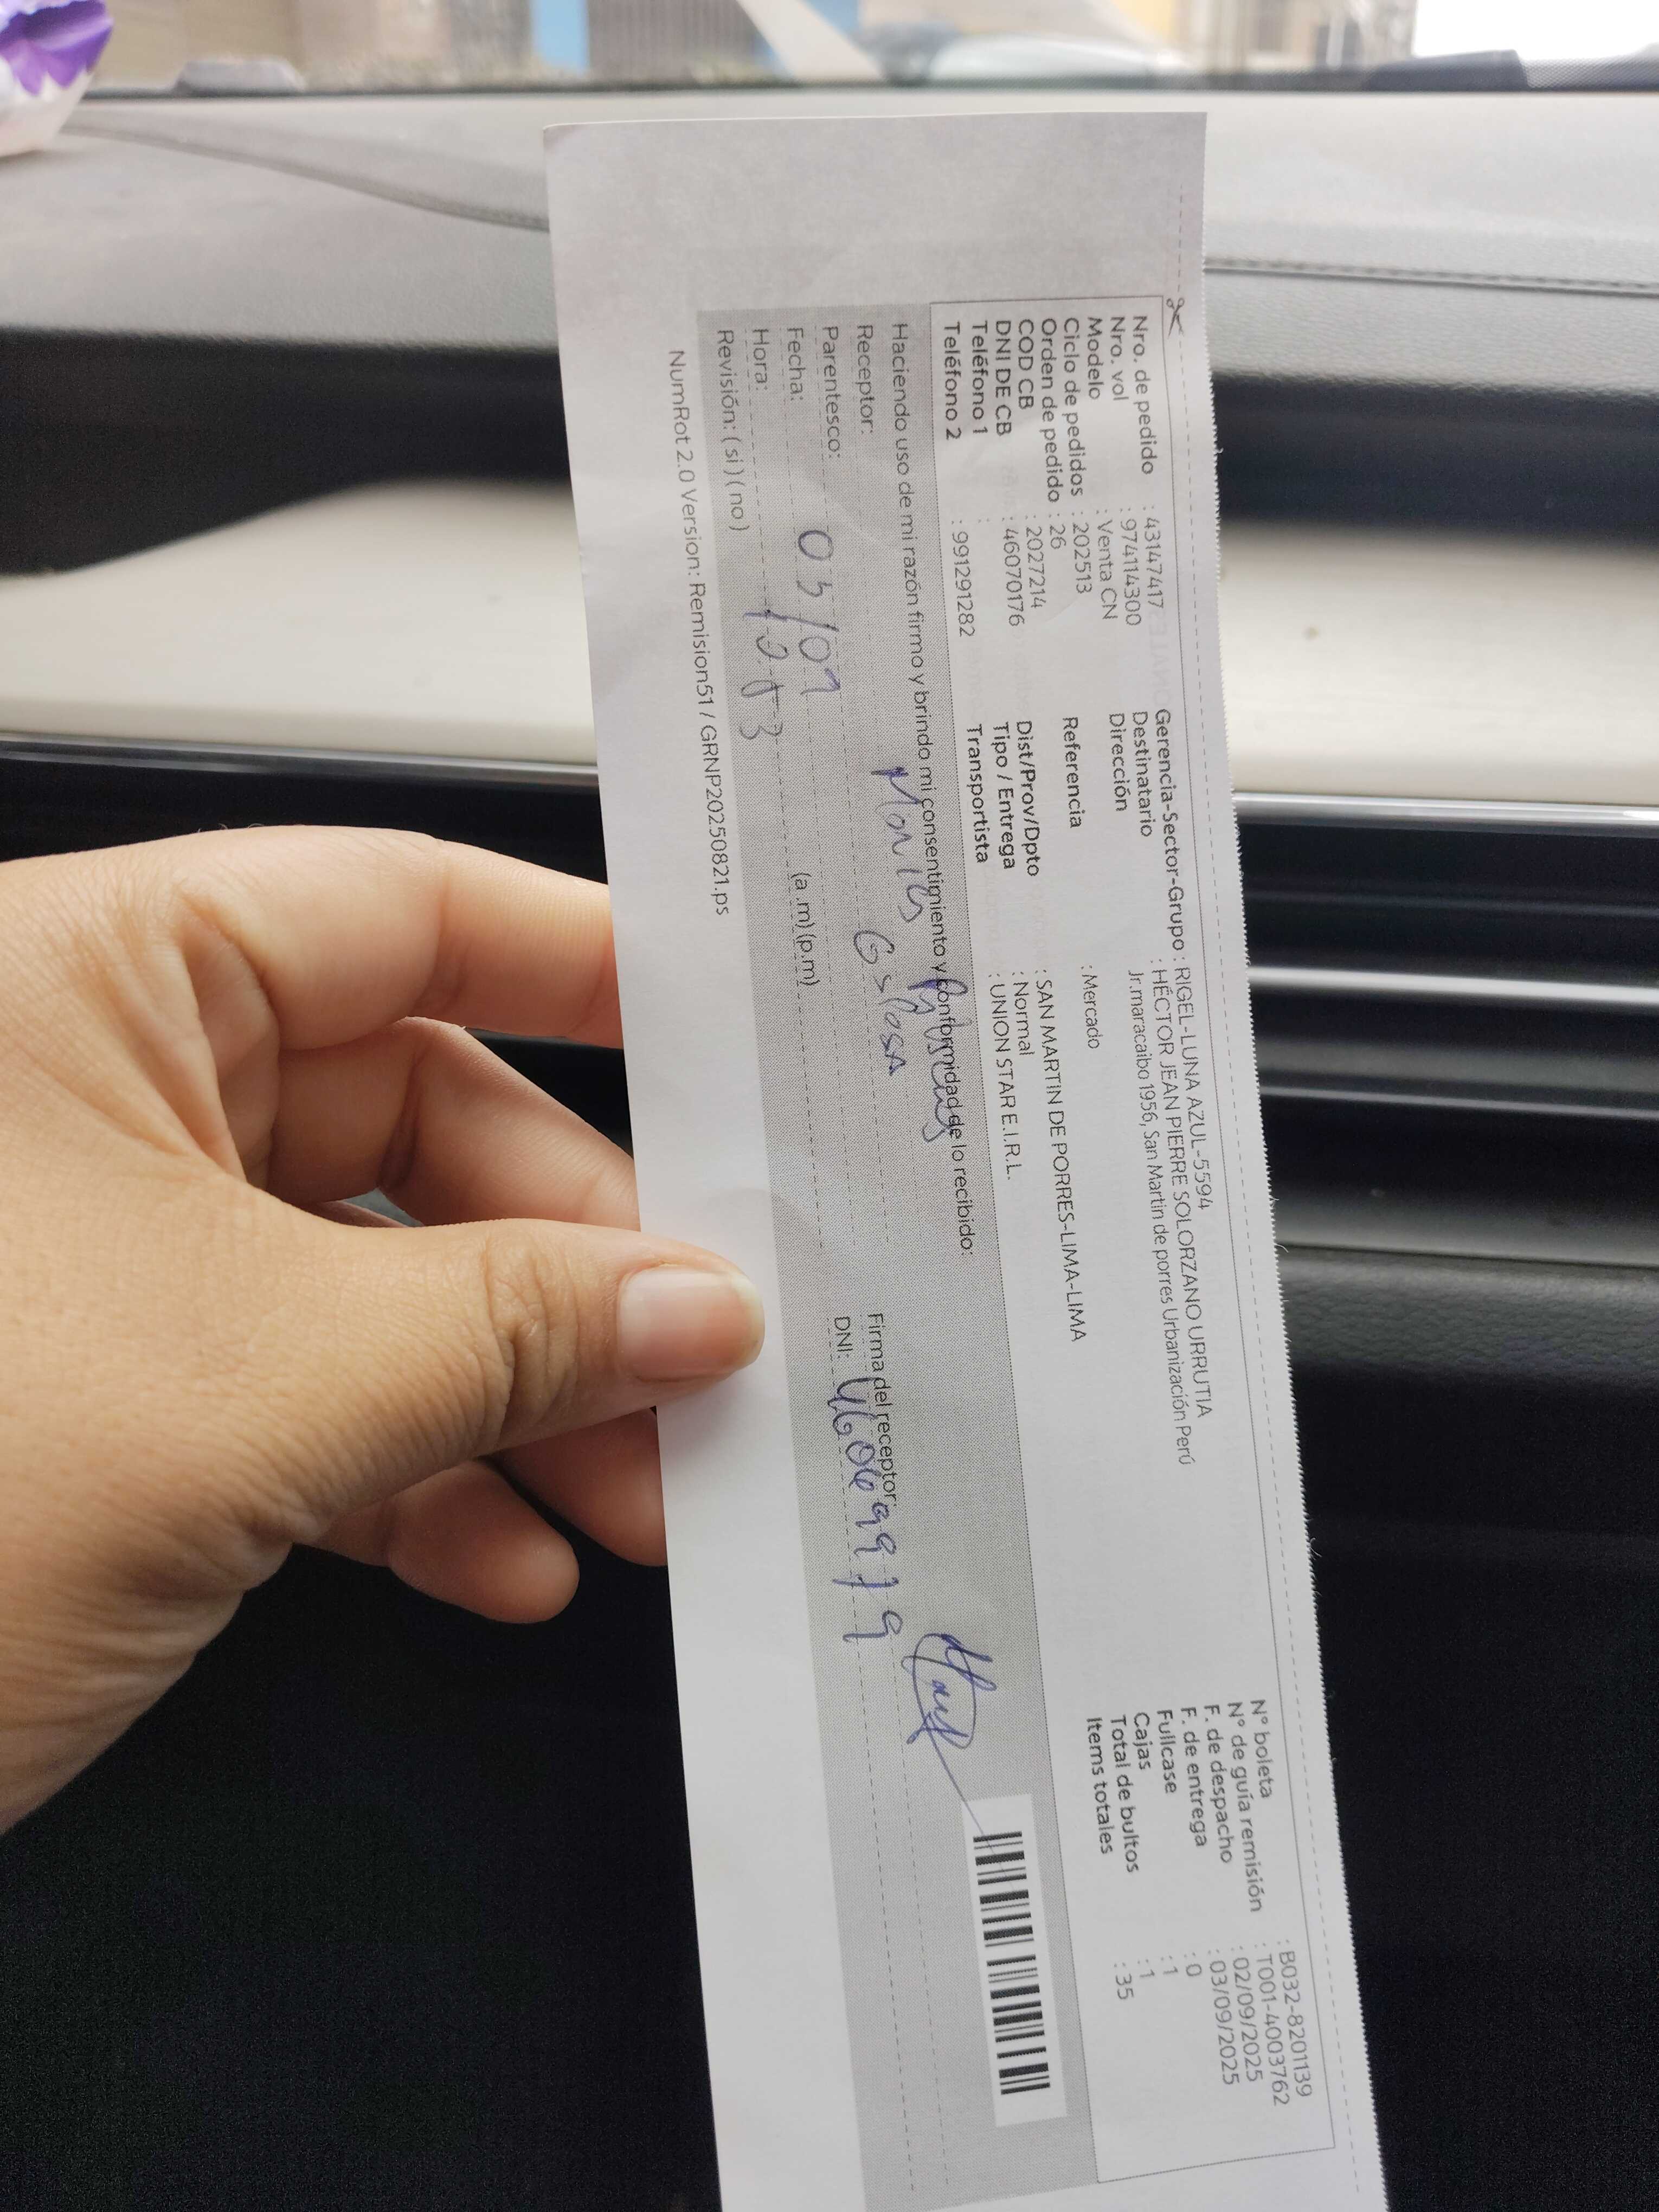 Nro. de pedido : 43147417
Nro. vol : 974114300
Modelo : Venta CN
Ciclo de pedidos : 202513
Orden de pedido : 26
COD CB : 2027214
DNI DE CB : 46070176
Teléfono 1 :
Teléfono 2 : 991291282
Gerencia-Sector-Grupo : RIGEL-LUNA AZUL-5594
Destinatario : HÉCTOR JEAN PIERRE SOLORZANO URRUTIA
Dirección Jr.maracaibo 1956, San Martin de porres Urbanización Perú
Referencia : Mercado
Dist/Prov/Dpto : SAN MARTIN DE PORRES-LIMA-LIMA
Tipo / Entrega : Normal
Transportista : UNION STAR E.I.R.L.
N° boleta : B032-8201139
N° de guía remisión : T001-4003762
F. de despacho : 02/09/2025
F. de entrega : 03/09/2025
Fullcase : 0
Cajas : 1
Total de bultos : 1
Items totales : 35
Haciendo uso de mi razón firmo y brindo mi consentimiento y conformidad de lo recibido:
Receptor:
Parentesco: Esposa
Fecha: 03/09 (a .m) (p.m)
Hora:
Revisión: ( si ) ( no )
Firma del receptor:
DNI:
NumRot 2.0 Version: Remision51 / GRNP20250821.ps